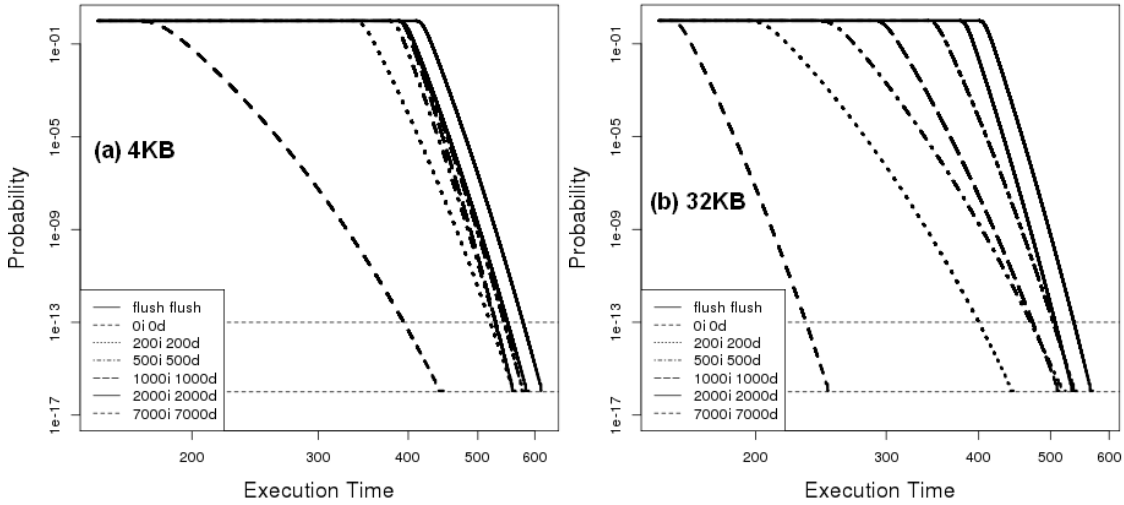 1e-01
1e-05
1e-09
1e-13
1e-17
Probability
(a) 4KB
flush flush
0i 0d
200i 200d
500i 500d
1000i 1000d
2000i 2000d
7000i 7000d
200
300
400
500
600
Execution Time
1e-01
1e-05
1e-09
1e-13
1e-17
Probability
(b) 32KB
flush flush
0i 0d
200i 200d
500i 500d
1000i 1000d
2000i 2000d
7000i 7000d
200
300
400
500
600
Execution Time